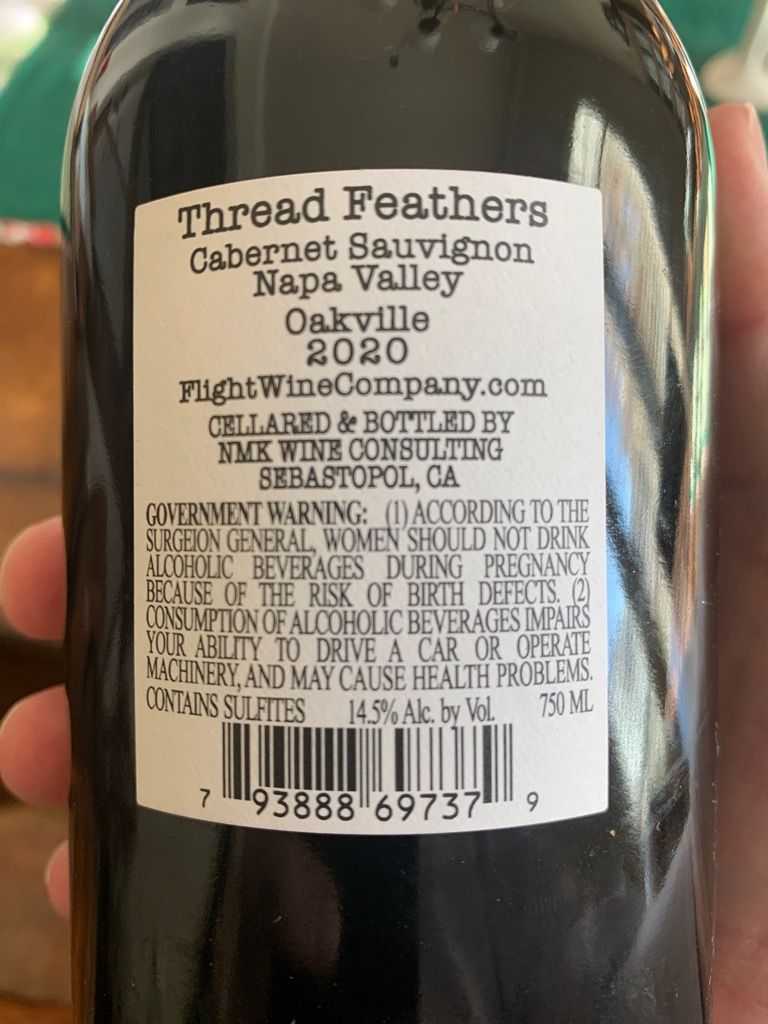 Thread Feathers
Cabernet Sauvignon
Napa Valley
Oakville
2020
FlightWineCompany.com
CELLARED & BOTTLED BY
NMK WINE CONSULTING
SEBASTOPOL, CA
GOVERNMENT WARNING: (1) ACCORDING TO THE
SURGEION GENERAL, WOMEN SHOULD NOT DRINK
ALCOHOLIC BEVERAGES DURING PREGNANCY
BECAUSE OF THE RISK OF BIRTH DEFECTS. (2)
CONSUMPTION OF ALCOHOLIC BEVERAGES IMPAIRS
YOUR ABILITY TO DRIVE A CAR OR OPERATE
MACHINERY, AND MAY CAUSE HEALTH PROBLEMS.
CONTAINS SULFITES 14.5% Alc. by Vol. 750 ML
7 93888 69737 9